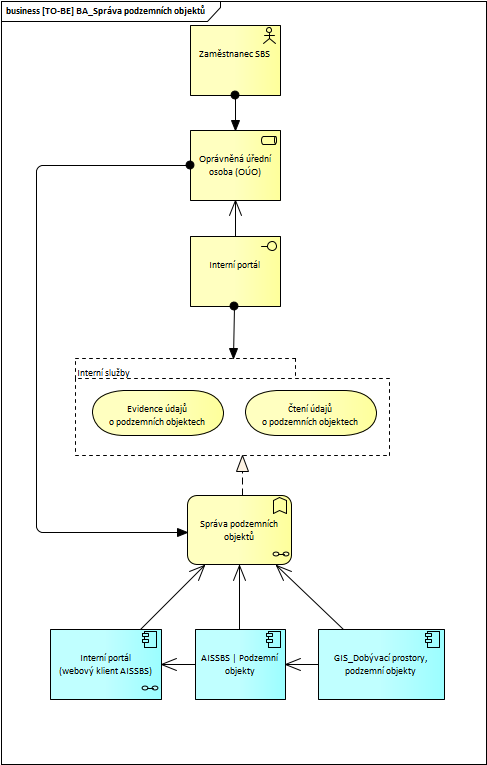 business [TO-BE] BA_Správa podzemních objektů
Zaměstnanec SBS
Oprávněná úřední
osoba (OÚO)
Interní portál
Interní služby
Evidence údajů
o podzemních objektech
Čtení údajů
o podzemních objektech
Správa podzemních
objektů
Interní portál
(webový klient AISSBS)
AISSBS | Podzemní
objekty
GIS_Dobývací prostory,
podzemní objekty